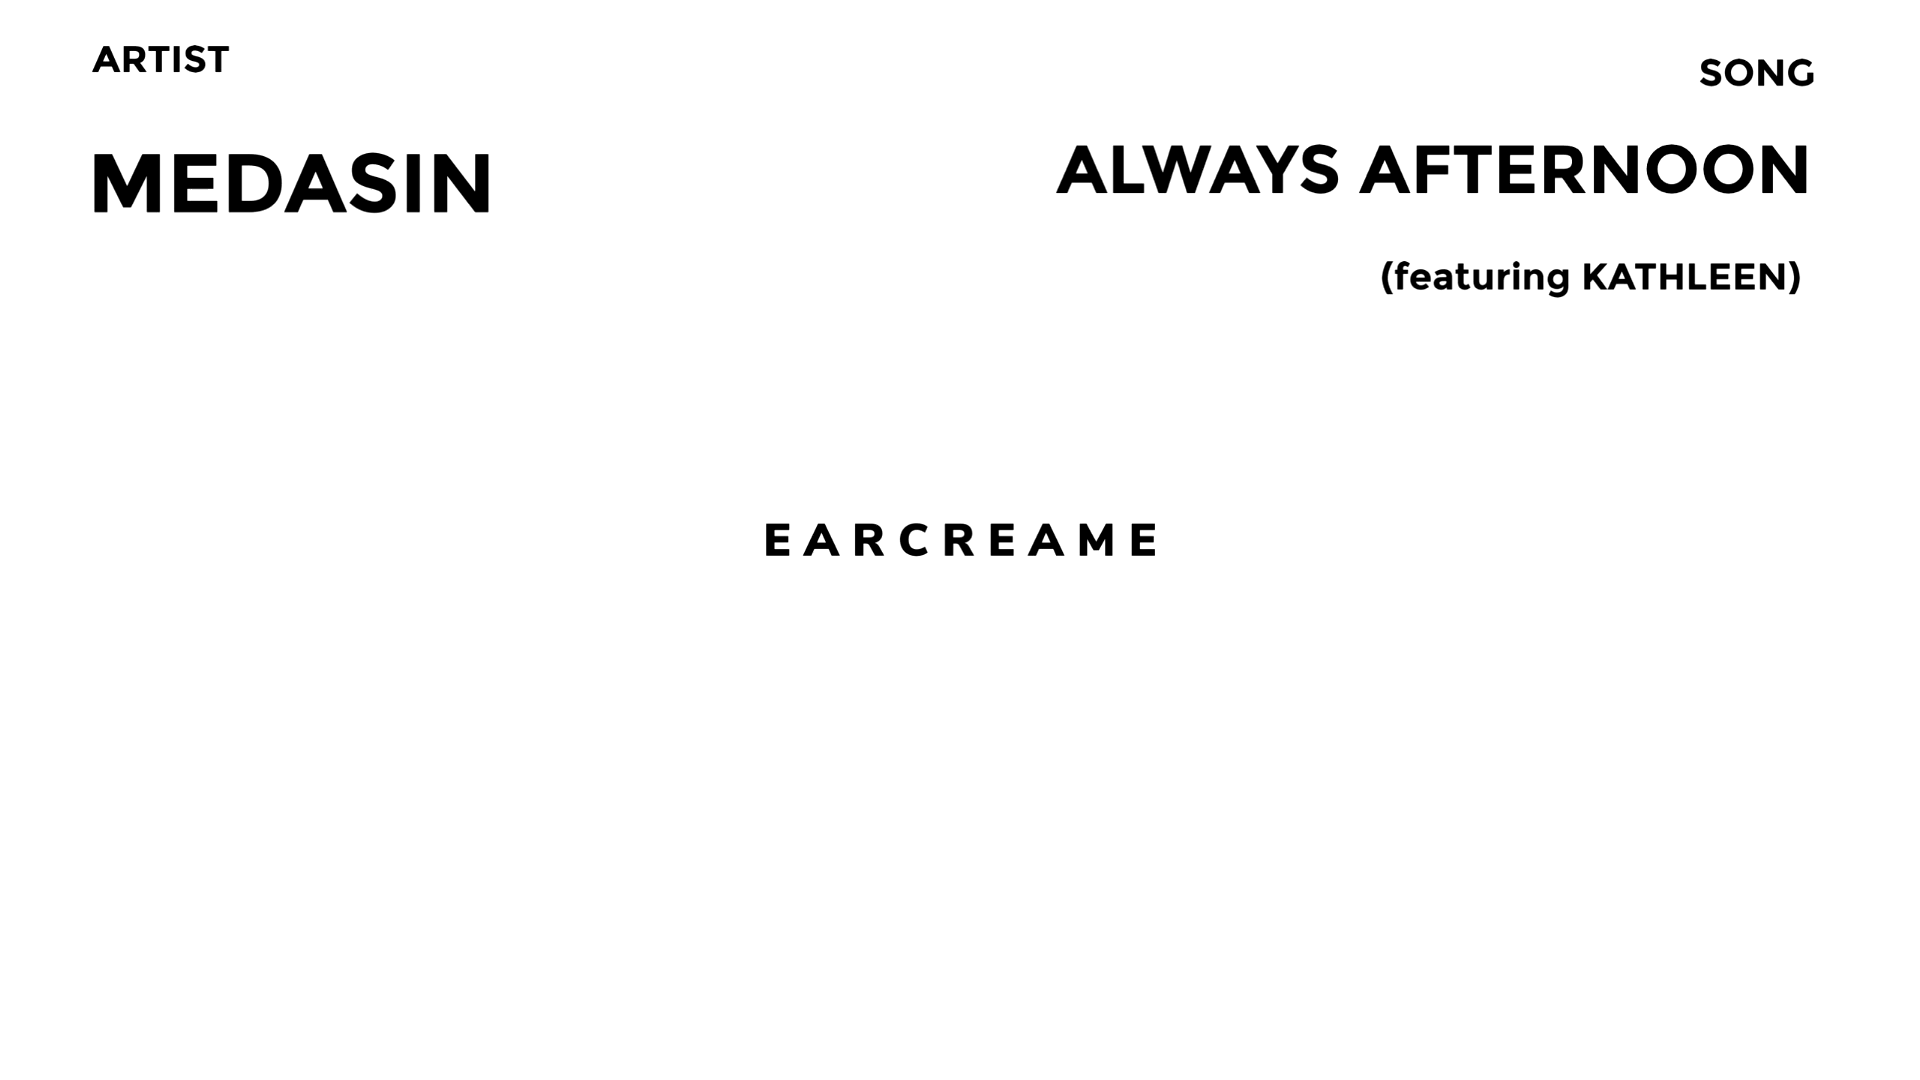 ARTIST
MEDASIN
SONG
ALWAYS AFTERNOON
(featuring KATHLEEN)
EARCREAME